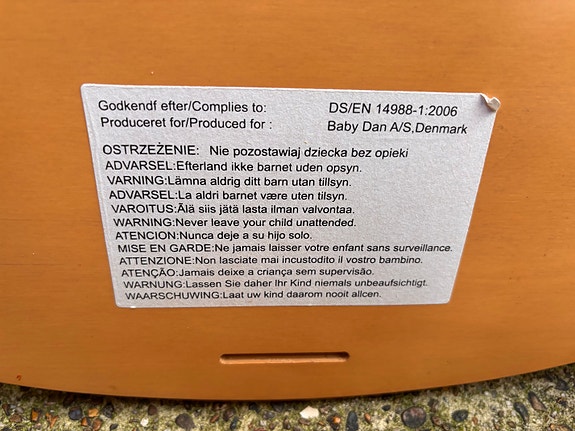 Godkendf efter/Complies to: DS/EN 14988-1:2006
Produceret for/Produced for : Baby Dan A/S,Denmark
OSTRZEŻENIE: Nie pozostawiaj dziecka bez opieki
ADVARSEL:Efterland ikke barnet uden opsyn.
VARNING:Lämna aldrig ditt barn utan tillsyn.
ADVARSEL:La aldri barnet være uten tilsyn.
VAROITUS:Älä siis jätä lasta ilman valvontaa.
WARNING:Never leave your child unattended.
ATENCION:Nunca deje a su hijo solo.
MISE EN GARDE:Ne jamais laisser votre enfant sans surveillance.
ATTENZIONE:Non lasciate mai incustodito il vostro bambino.
ATENÇÃO:Jamais deixe a criança sem supervisão.
WARNUNG:Lassen Sie daher Ihr Kind niemals unbeaufsichtigt.
WAARSCHUWING:Laat uw kind daarom nooit allcen.